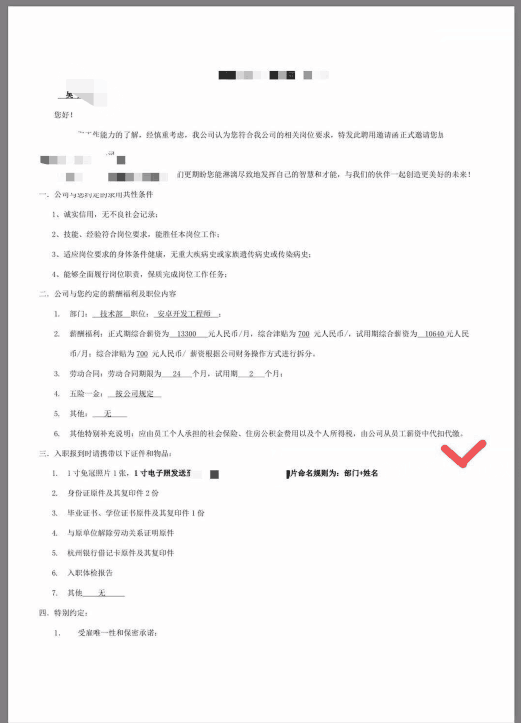 您好！
工作能力的了解，经慎重考虑，我公司认为您符合我公司的相关岗位要求，特发此聘用邀请函正式邀请您加
们更期盼您能淋漓尽致地发挥自己的智慧和才能，与我们的伙伴一起创造更美好的未来！
一．公司与您约定的录用共性条件
1、诚实信用，无不良社会记录；
2、技能、经验符合岗位要求，能胜任本岗位工作；
3、适应岗位要求的身体条件健康，无重大疾病史或家族遗传病史或传染病史；
4、能够全面履行岗位职责，保质完成岗位工作任务；
二．公司与您约定的薪酬福利及职位内容
1. 部门：技术部 职位：安卓开发工程师；
2. 薪酬福利：正式期综合薪资为 13300 元人民币/月，综合津贴为 700 元人民币/，试用期综合薪资为 10640 元人民
币/月；综合津贴为 700 元人民币/ 薪资根据公司财务操作方式进行拆分。
3. 劳动合同：劳动合同期限为 24 个月，试用期 2 个月；
4. 五险一金：按公司规定
5. 其他：无
6. 其他特别补充说明：应由员工个人承担的社会保险、住房公积金费用以及个人所得税，由公司从员工薪资中代扣代缴。
三．入职报到时请携带以下证件和物品：
1. 1寸免冠照片1张，1寸电子照发送至 片命名规则为：部门+姓名
2. 身份证原件及其复印件2份
3. 毕业证书、学位证书原件及其复印件1份
4. 与原单位解除劳动关系证明原件
5. 杭州银行借记卡原件及其复印件
6. 入职体检报告
7. 其他 无
四．特别约定：
1. 受雇唯一性和保密承诺：